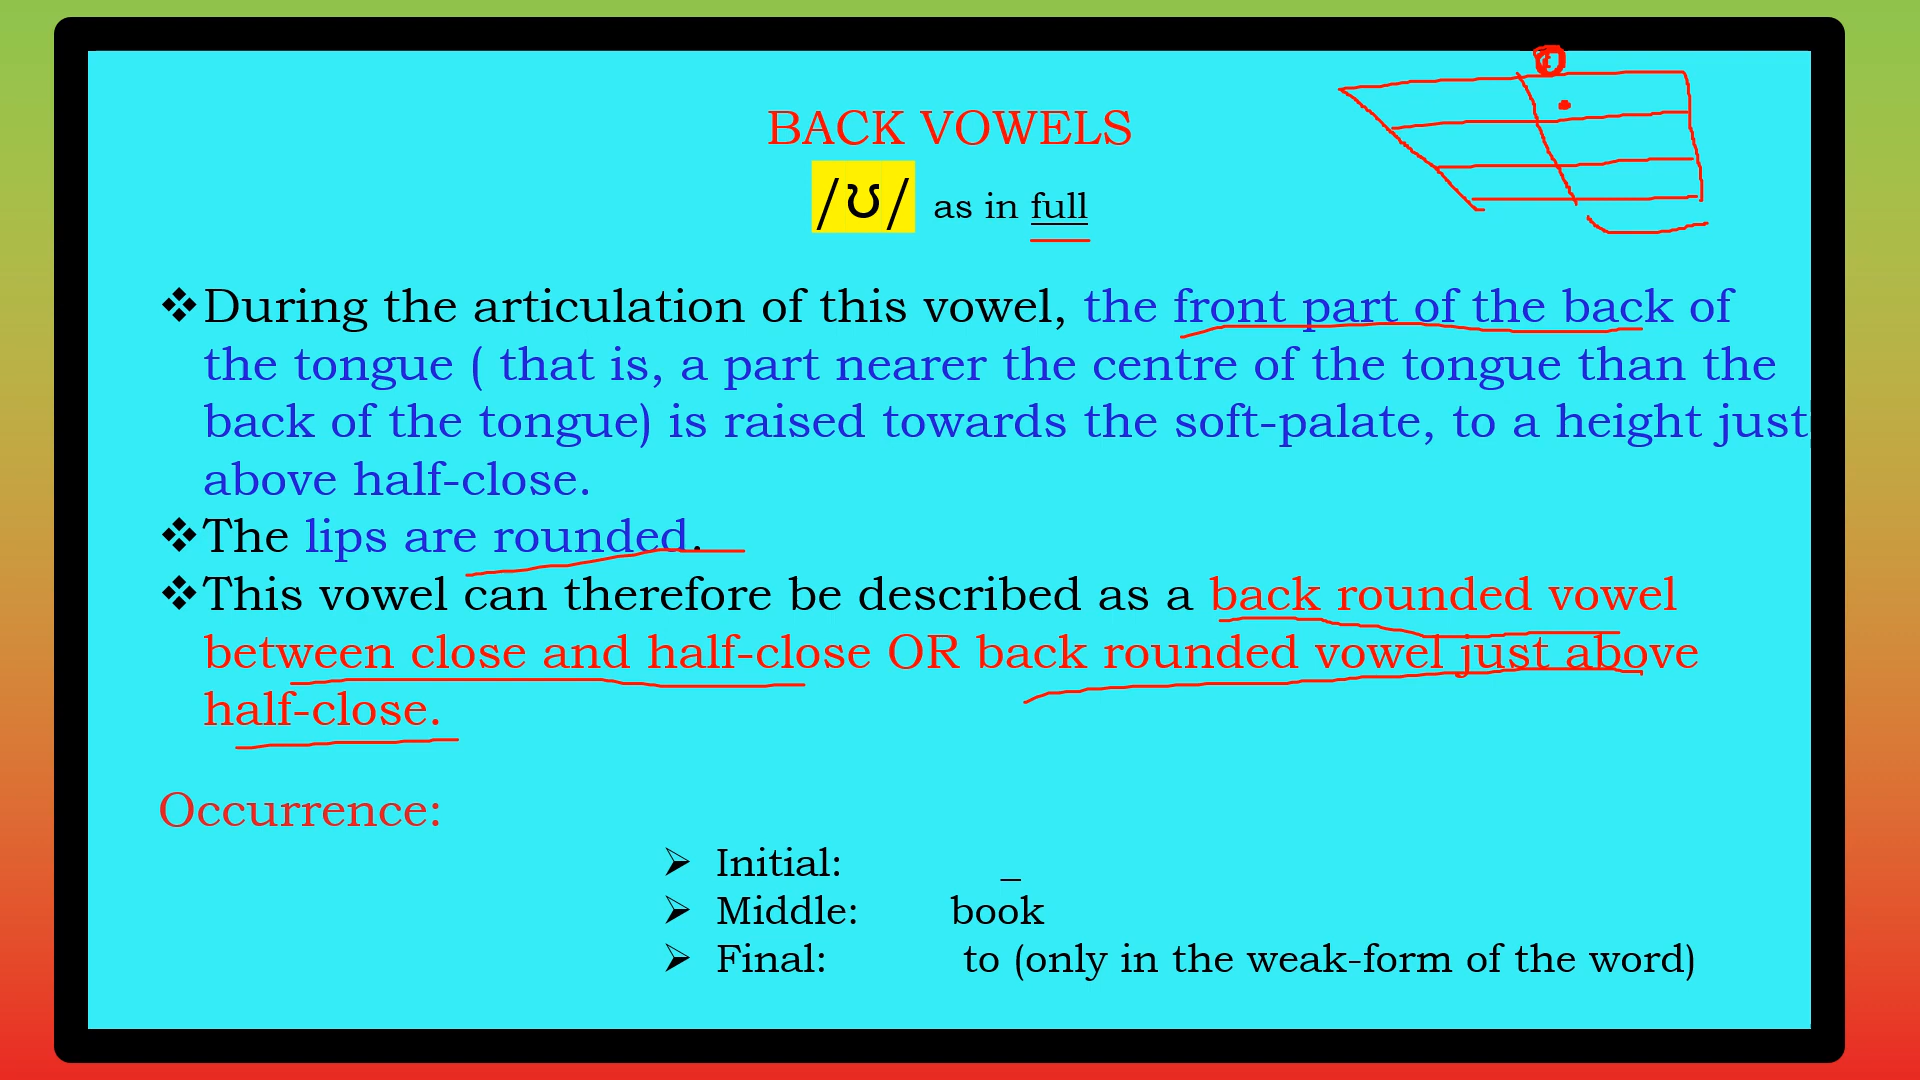 BACK VOWELS
/ʊ/ as in full
❖During the articulation of this vowel, the front part of the back of
the tongue ( that is, a part nearer the centre of the tongue than the
back of the tongue) is raised towards the soft-palate, to a height just
above half-close.
❖The lips are rounded.
❖This vowel can therefore be described as a back rounded vowel
between close and half-close OR back rounded vowel just above
half-close.
Occurrence:
➢ Initial: _
➢ Middle: book
➢ Final: to (only in the weak-form of the word)